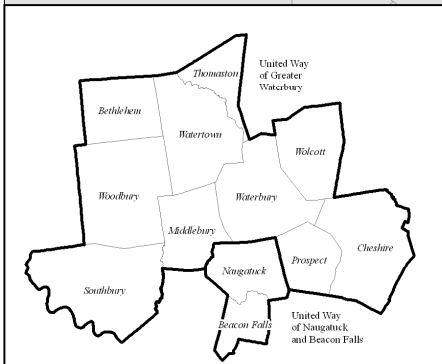 Thomaston
United Way
of Greater
Waterbury
Bethlehem
Watertown
Wolcott
Woodbury
Waterbury
Middlebury
Cheshire
Naugatuck
Prospect
Southbury
Beacon Falls
United Way
of Naugatuck
and Beacon Falls